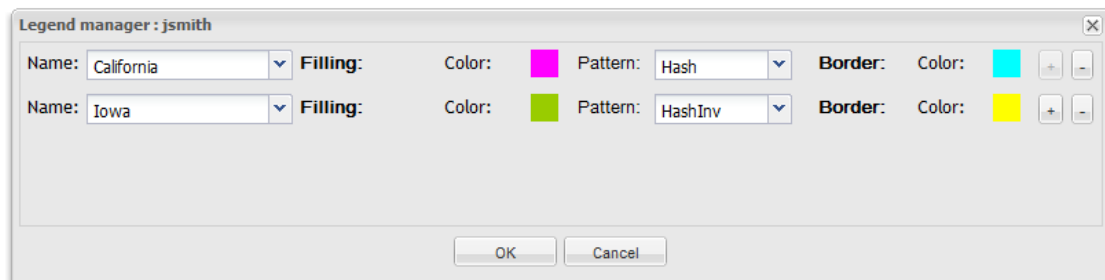 Legend manager : jsmith
Name: California Filling: Color: Pattern: Hash Border: Color: + -
Name: Iowa Filling: Color: Pattern: HashInv Border: Color: + -
OK Cancel